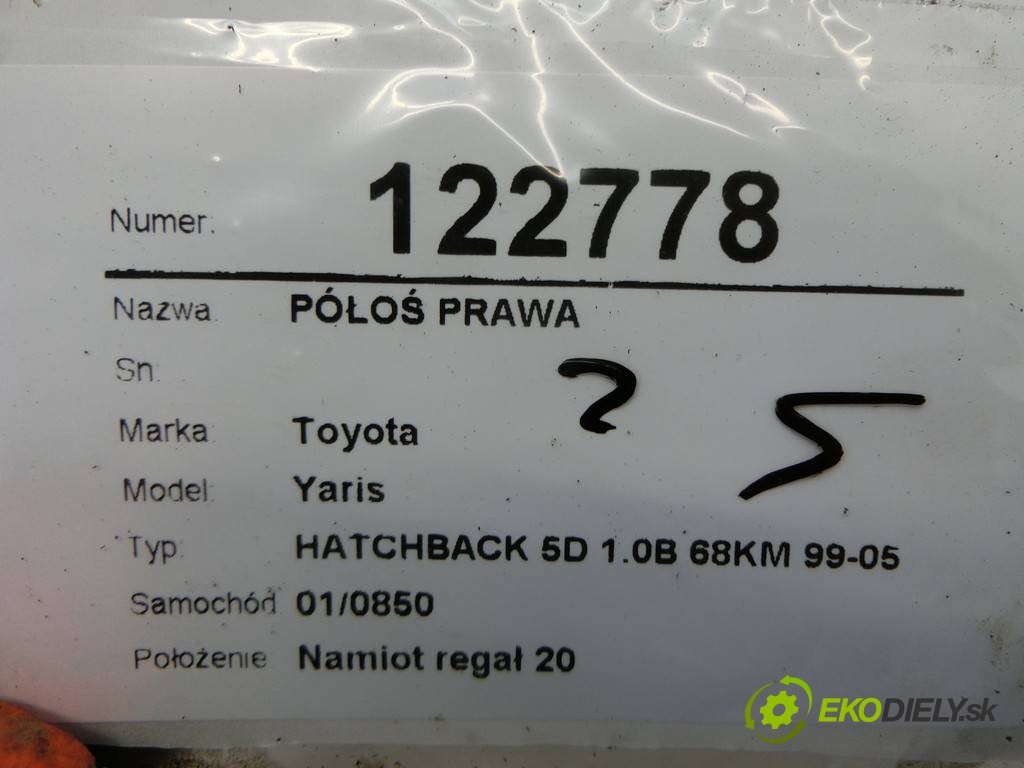 Numer: 122778
Nazwa: PÓŁOŚ PRAWA
Sn:
2 5
Marka: Toyota
Model: Yaris
Typ: HATCHBACK 5D 1.0B 68KM 99-05
Samochód 01/0850
Położenie Namiot regał 20
EKODIELY.sk